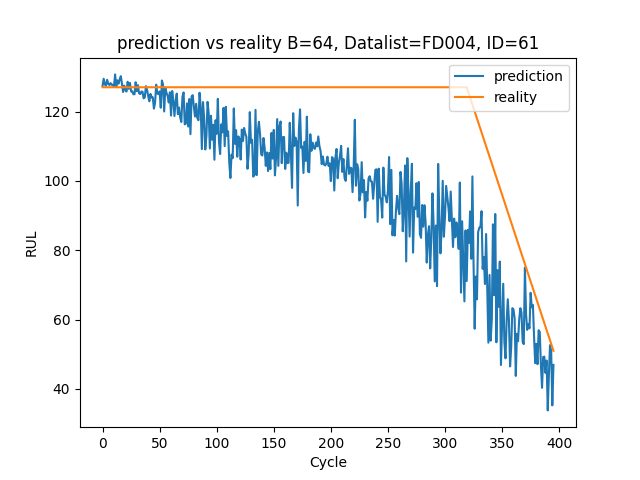 prediction vs reality B=64, Datalist=FD004, ID=61
prediction
reality
RUL
120
100
80
60
40
0 50 100 150 200 250 300 350 400
Cycle